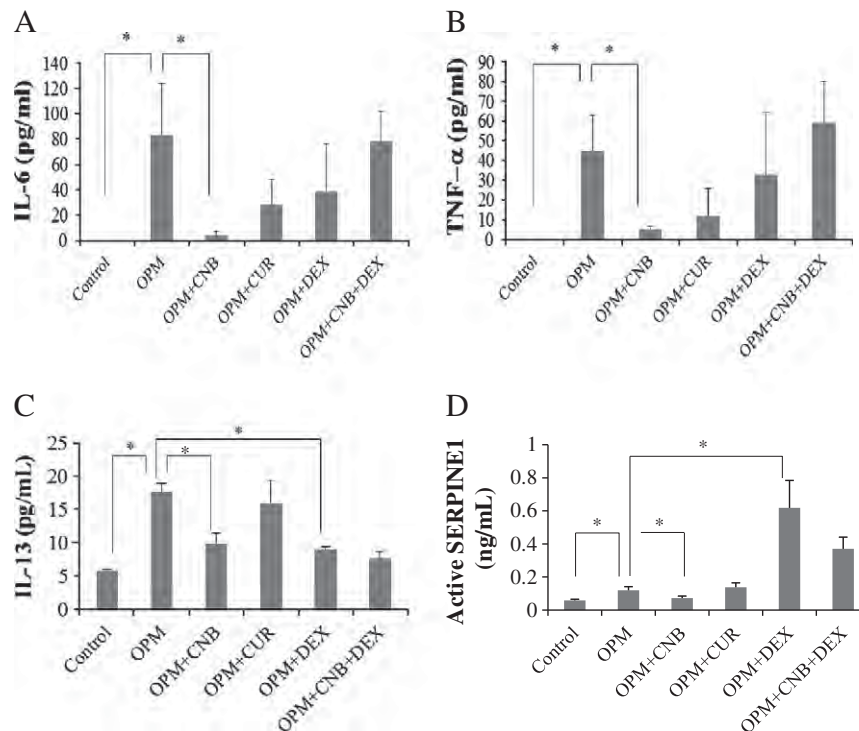 A
* *
IL-6 (pg/ml)
140
120
100
80
60
40
20
0
Control
OPM
OPM+CNB
OPM+CUR
OPM+DEX
OPM+CNB+DEX
B
* *
TNF-α (pg/ml)
90
80
70
60
50
40
30
20
10
0
Control
OPM
OPM+CNB
OPM+CUR
OPM+DEX
OPM+CNB+DEX
C
*
* *
IL-13 (pg/mL)
25
20
15
10
5
0
Control
OPM
OPM+CNB
OPM+CUR
OPM+DEX
OPM+CNB+DEX
D
*
* *
Active SERPINE1
(ng/mL)
1
0.8
0.6
0.4
0.2
0
Control
OPM
OPM+CNB
OPM+CUR
OPM+DEX
OPM+CNB+DEX